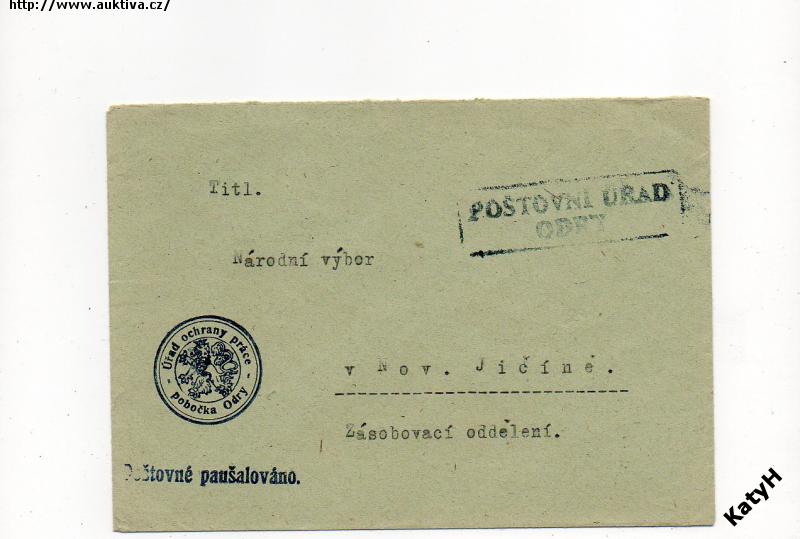 http://www.auktiva.cz/
Titl.
POŠTOVNÍ ÚŘAD
ODRY
Národní výbor
Úřad ochrany práce
- pobočka Odry -
v Nov. Jičíně.
Zásobovací oddělení.
Poštovné paušalováno.
KatyH